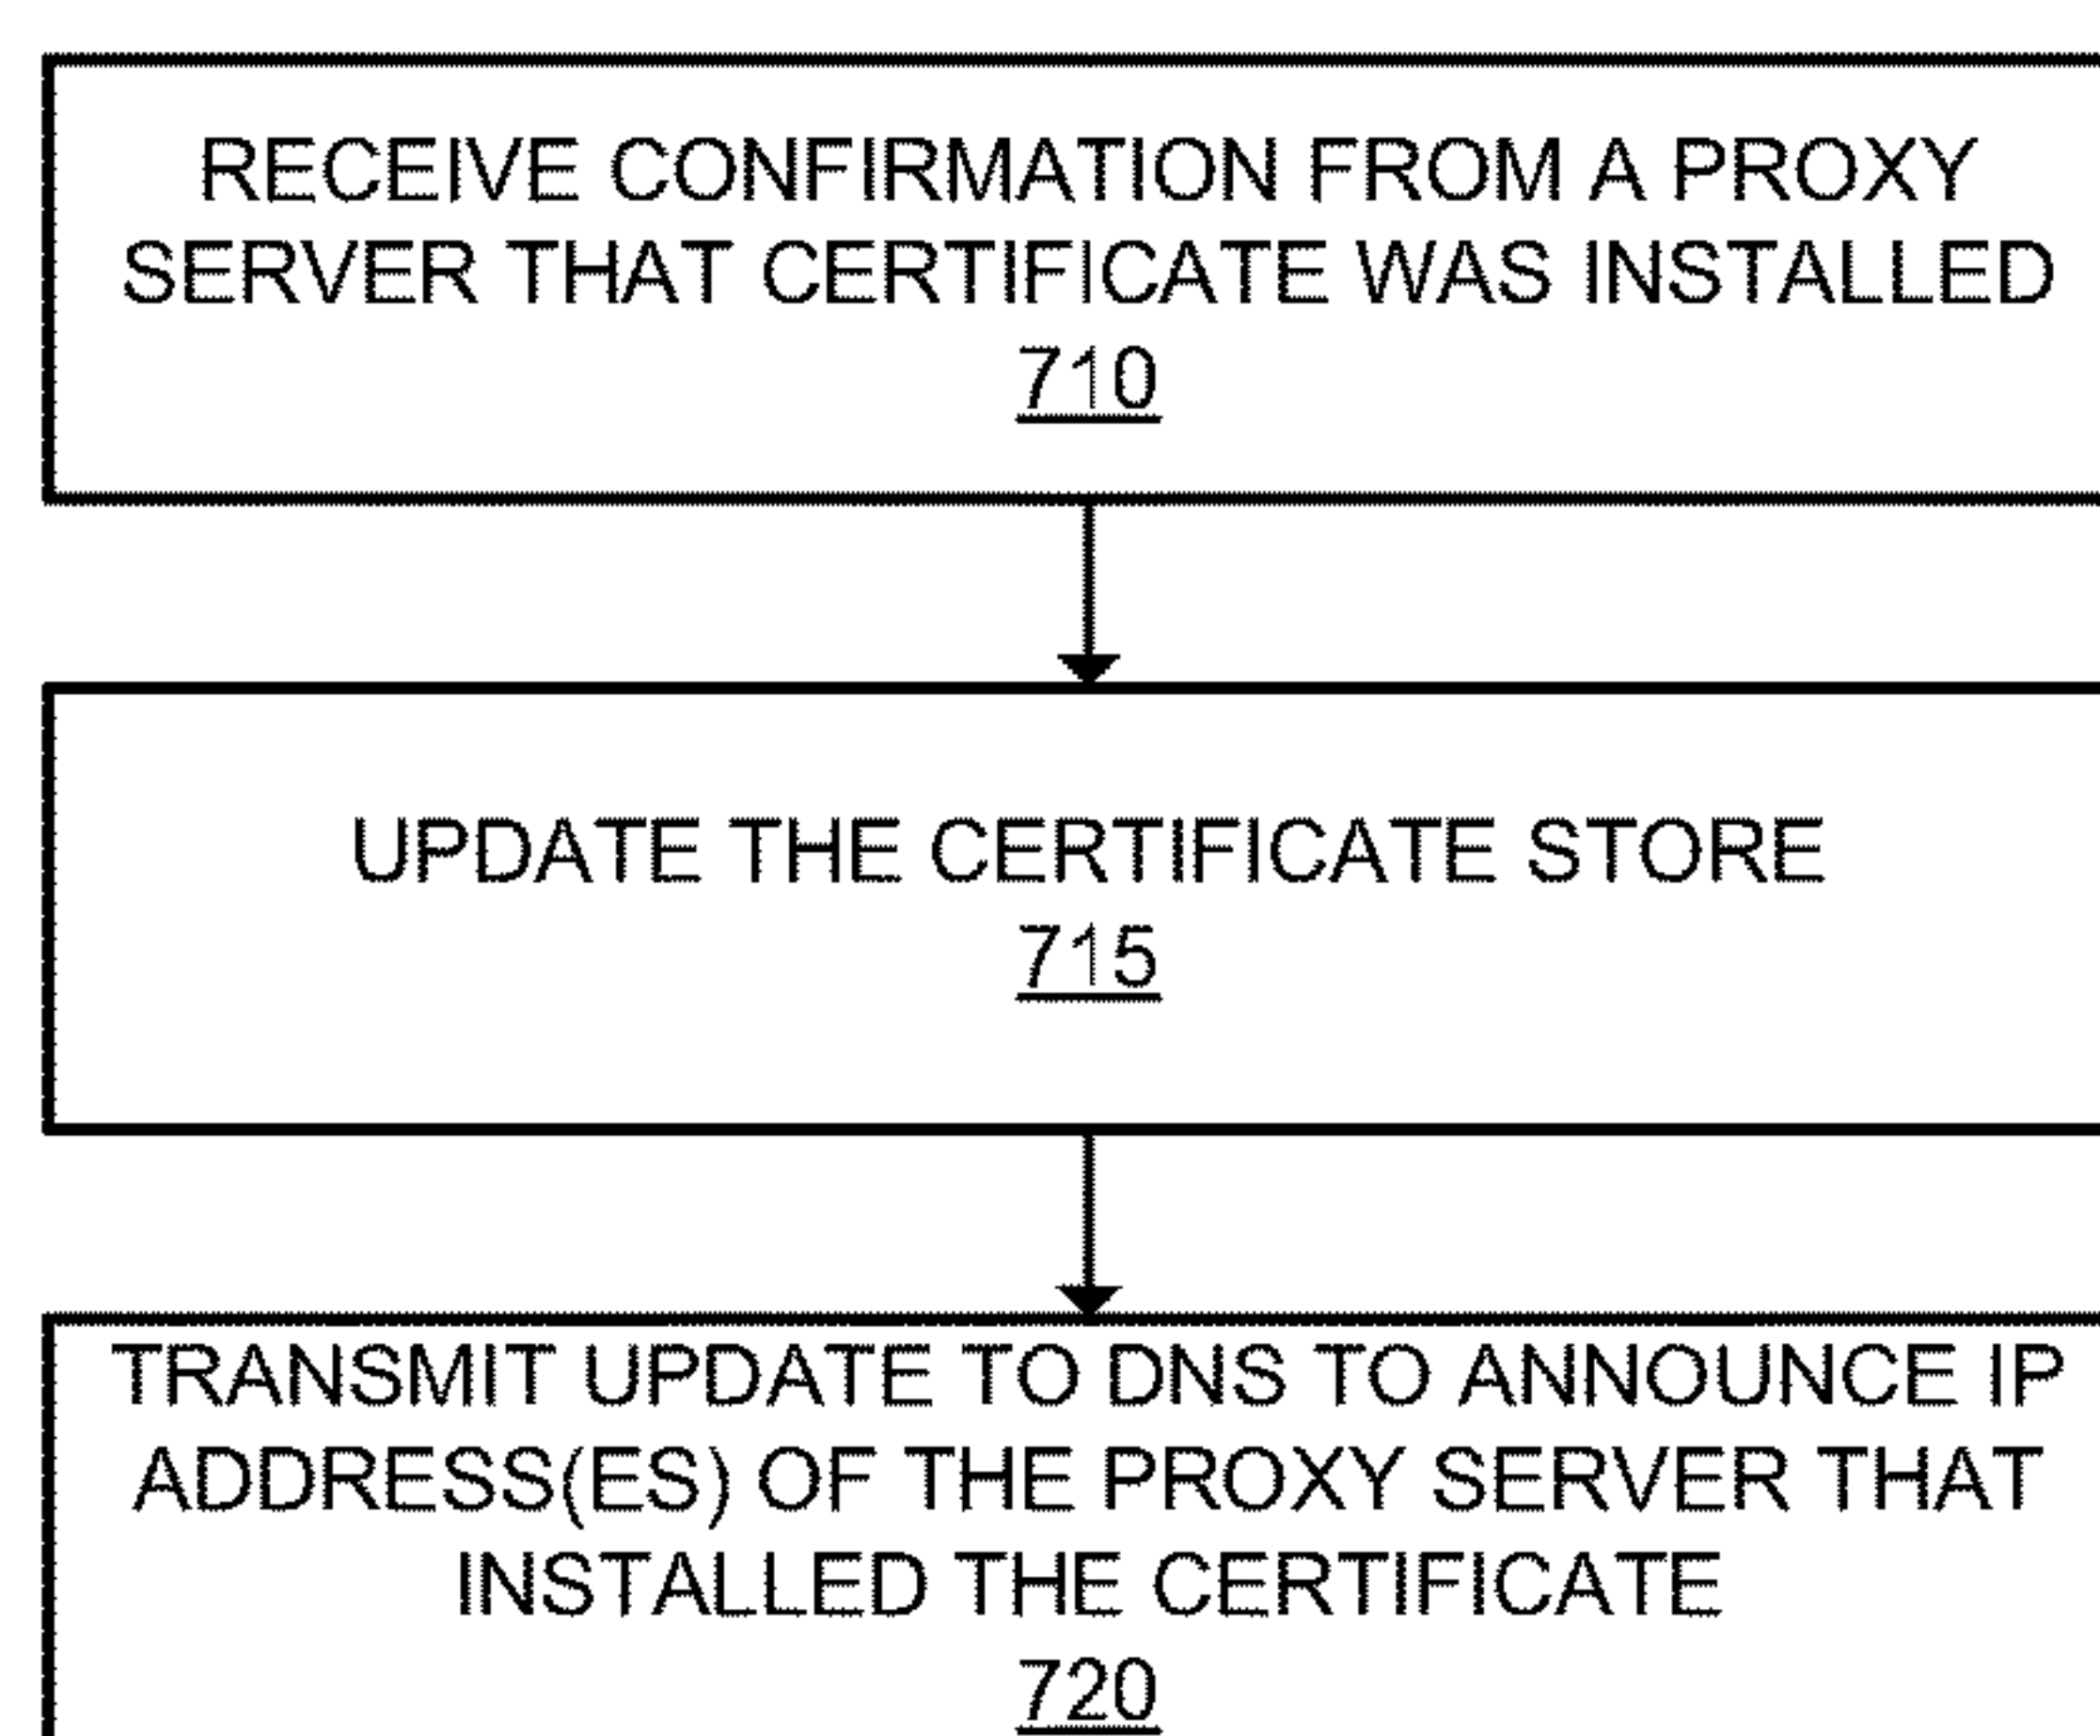 RECEIVE CONFIRMATION FROM A PROXY
SERVER THAT CERTIFICATE WAS INSTALLED
710
UPDATE THE CERTIFICATE STORE
715
TRANSMIT UPDATE TO DNS TO ANNOUNCE IP
ADDRESS(ES) OF THE PROXY SERVER THAT
INSTALLED THE CERTIFICATE
720